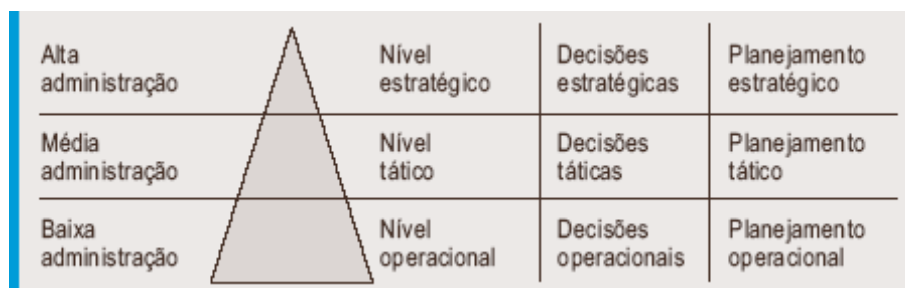 Alta
administração
Nível
estratégico
Decisões
estratégicas
Planejamento
estratégico
Média
administração
Nível
tático
Decisões
táticas
Planejamento
tático
Baixa
administração
Nível
operacional
Decisões
operacionais
Planejamento
operacional